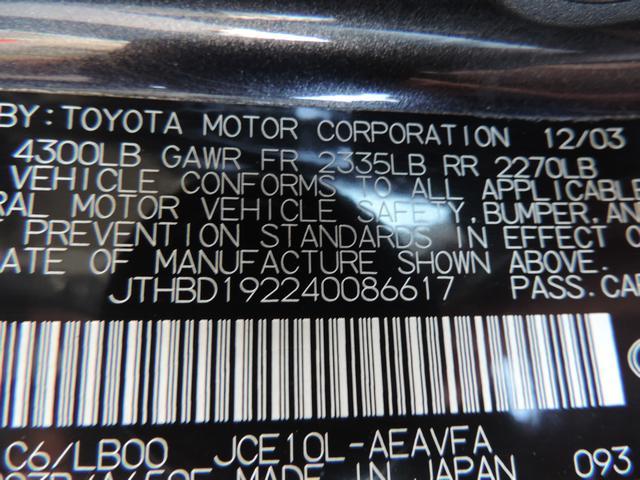 BY: TOYOTA MOTOR CORPORATION 12/03
4300LB GAWR FR 2335LB RR 2270LB
VEHICLE CONFORMS TO ALL APPLICABLE
RAL MOTOR VEHICLE SAFETY, BUMPER, AN
PREVENTION STANDARDS IN EFFECT O
ATE OF MANUFACTURE SHOWN ABOVE.
JTHBD192240086617 PASS.CA
C6/LB00 JCE10L-AEAVFA
MADE IN JAPAN 093